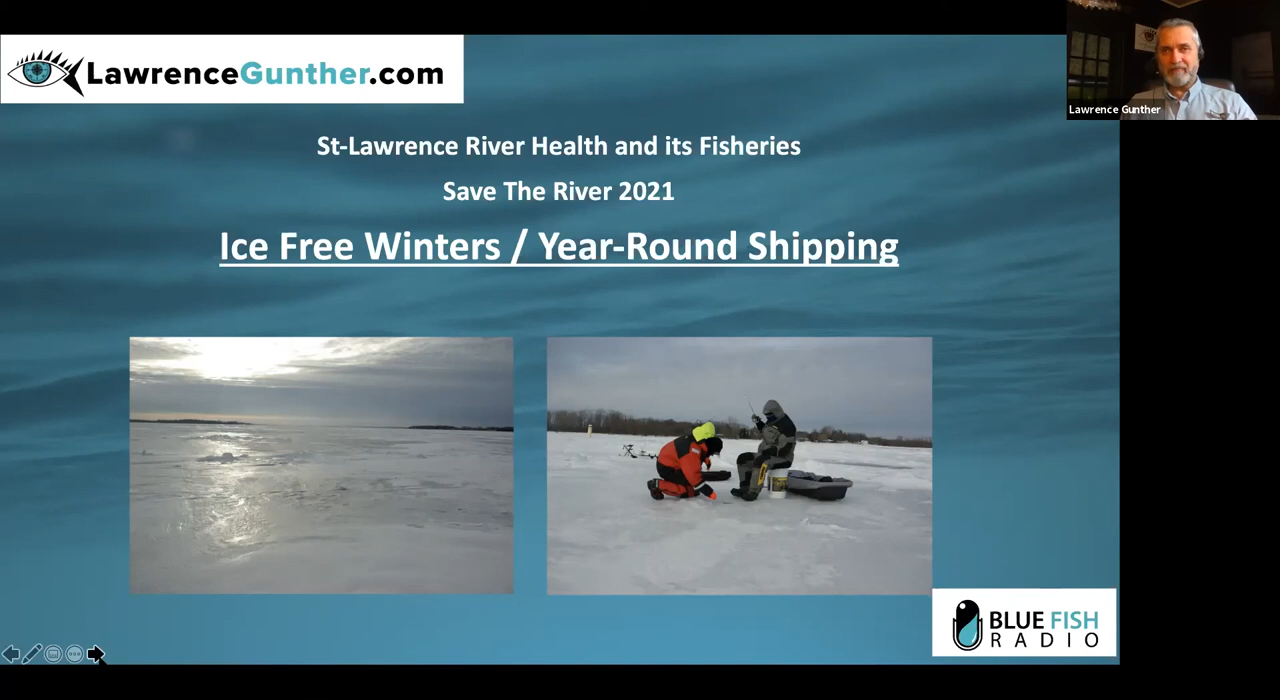 LawrenceGunther.com
Lawrence Gunther
St-Lawrence River Health and its Fisheries
Save The River 2021
Ice Free Winters / Year-Round Shipping
BLUE FISH
RADIO